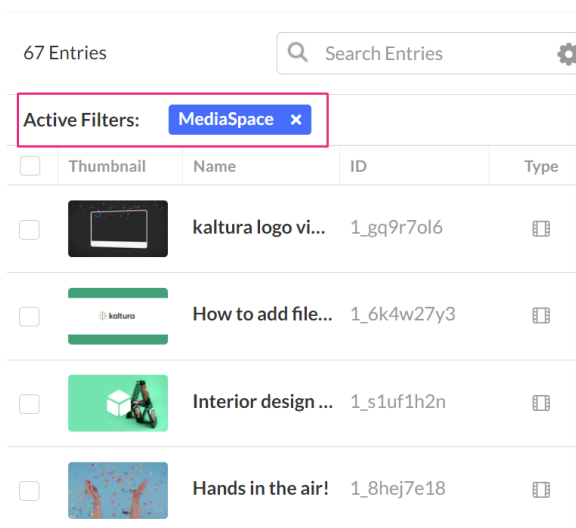 67 Entries
Search Entries
Active Filters: MediaSpace ×
Thumbnail Name ID Type
kaltura logo vi... 1_gq9r7ol6
kaltura
How to add file... 1_6k4w27y3
Interior design ... 1_s1uf1h2n
Hands in the air! 1_8hej7e18